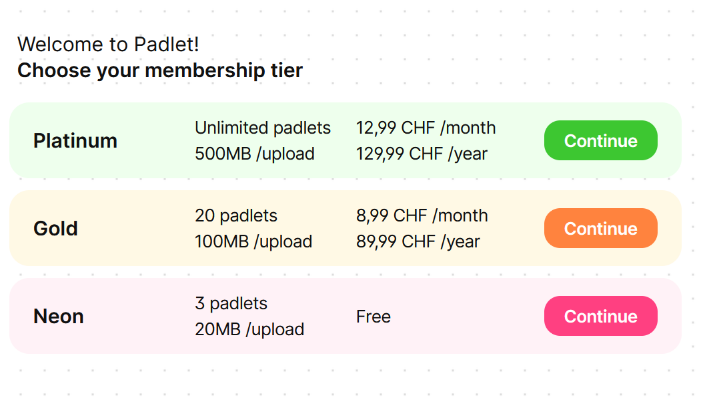 Welcome to Padlet!
Choose your membership tier
Platinum
Unlimited padlets
500MB /upload
12,99 CHF /month
129,99 CHF /year
Continue
Gold
20 padlets
100MB /upload
8,99 CHF /month
89,99 CHF /year
Continue
Neon
3 padlets
20MB /upload
Free
Continue